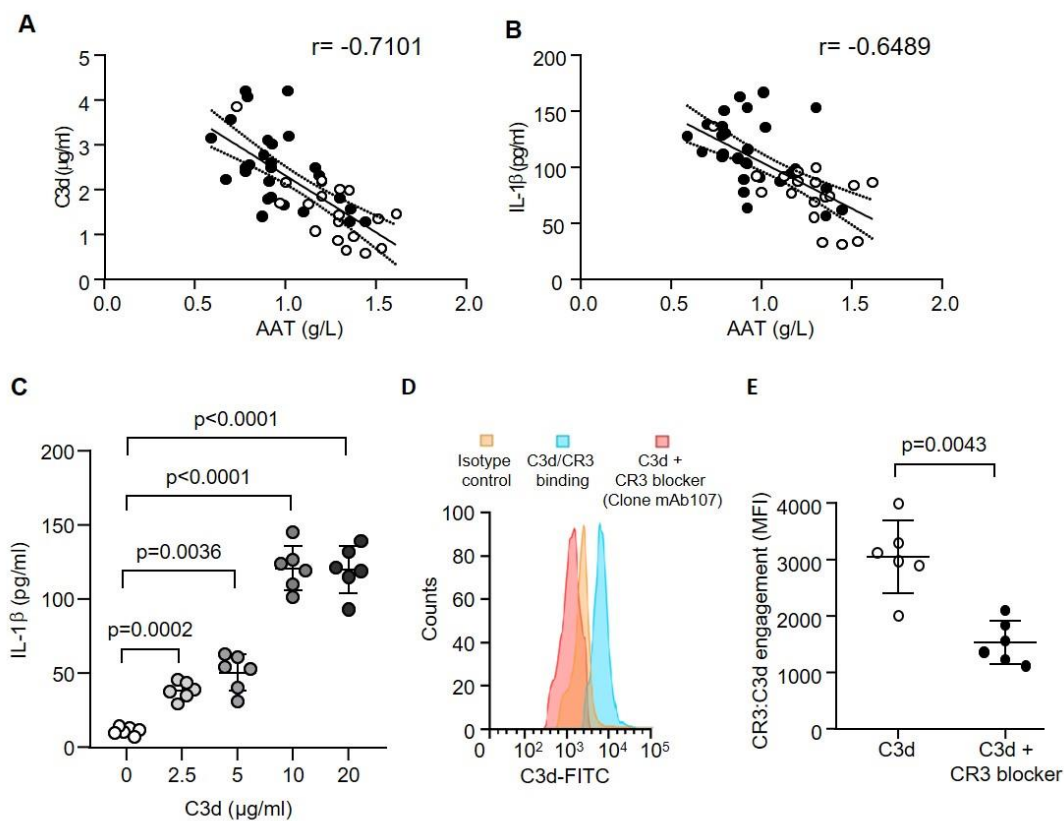 A
r= -0.7101
5
4
3
2
1
0
C3d (µg/ml)
0.0
0.5
1.0
1.5
2.0
AAT (g/L)
B
r= -0.6489
200
150
100
50
0
IL-1β (pg/ml)
0.0
0.5
1.0
1.5
2.0
AAT (g/L)
C
p<0.0001
p<0.0001
p=0.0036
p=0.0002
200
150
100
50
0
IL-1β (pg/ml)
0
2.5
5
10
20
C3d (µg/ml)
D
Isotype
control
C3d/CR3
binding
C3d +
CR3 blocker
(Clone mAb107)
100
80
60
40
20
0
Counts
0
10²
10³
10⁴
10⁵
C3d-FITC
E
p=0.0043
4000
3000
2000
1000
0
CR3:C3d engagement (MFI)
C3d
C3d +
CR3 blocker